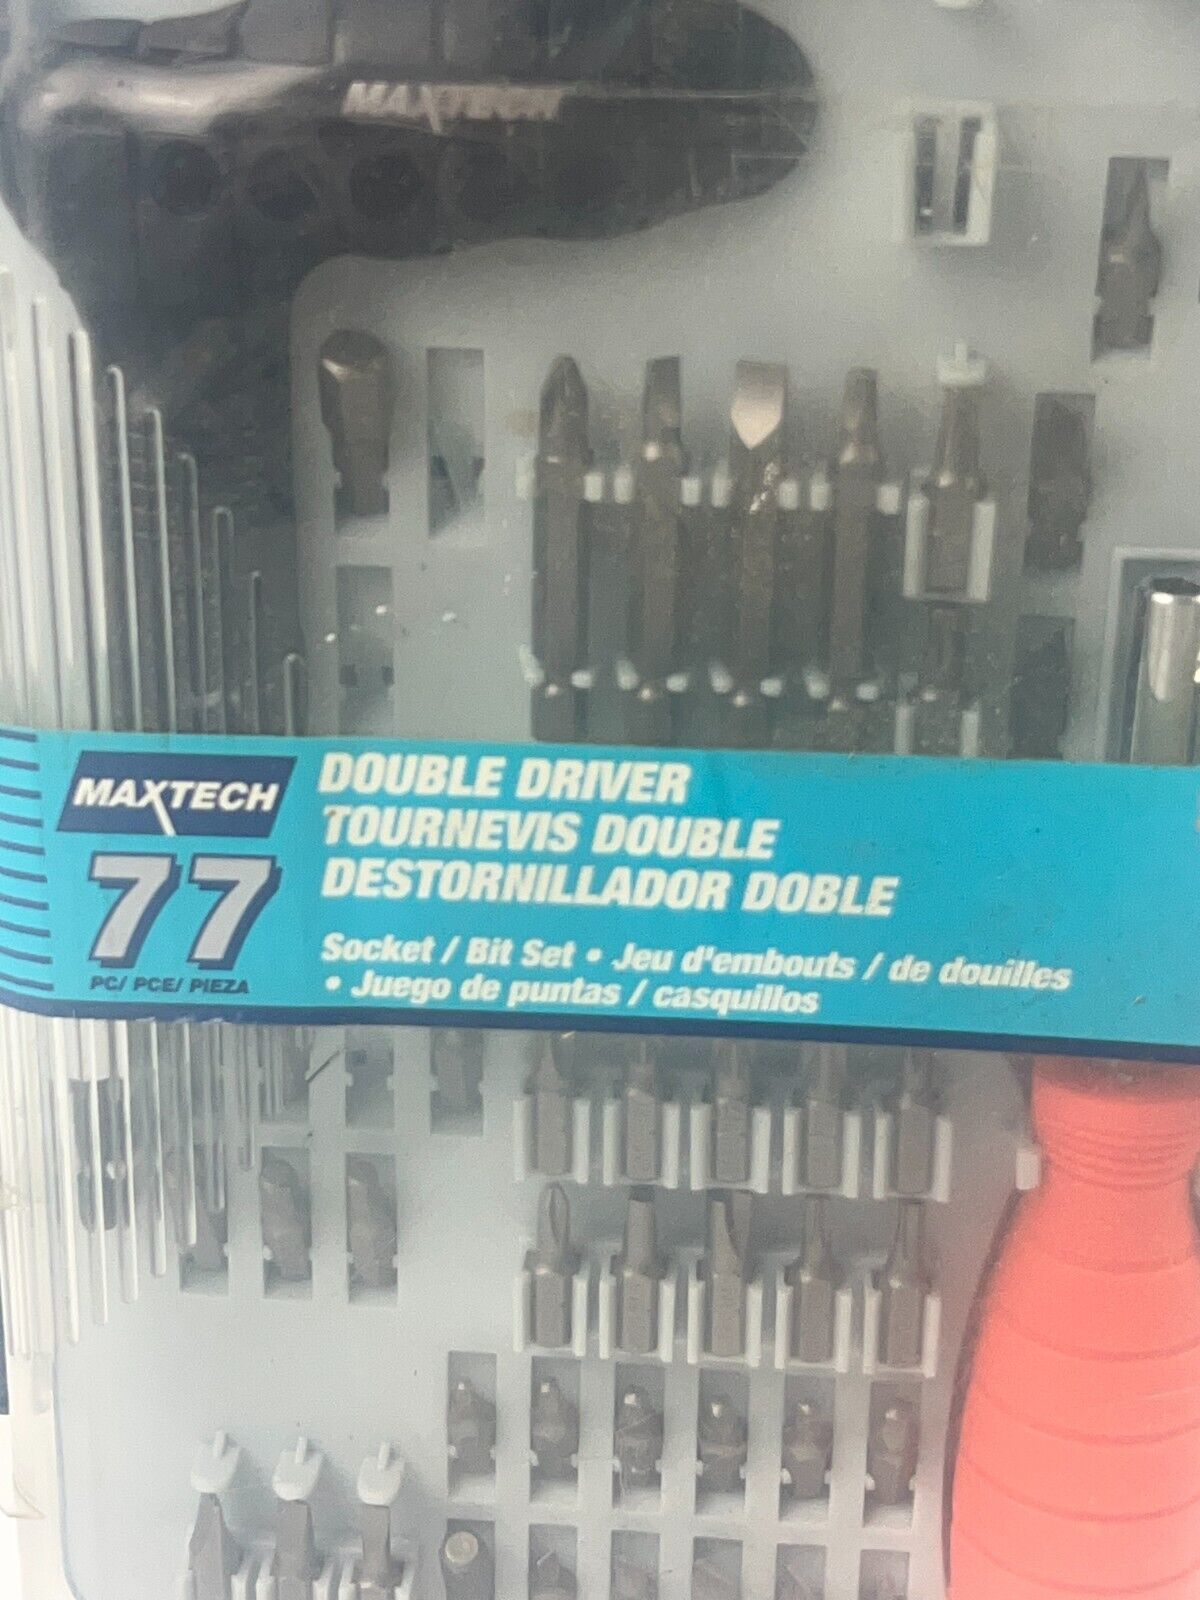 MAXTECH
MAXTECH
77
PC/ PCE/ PIEZA
DOUBLE DRIVER
TOURNEVIS DOUBLE
DESTORNILLADOR DOBLE
Socket / Bit Set • Jeu d'embouts / de douilles
• Juego de puntas / casquillos